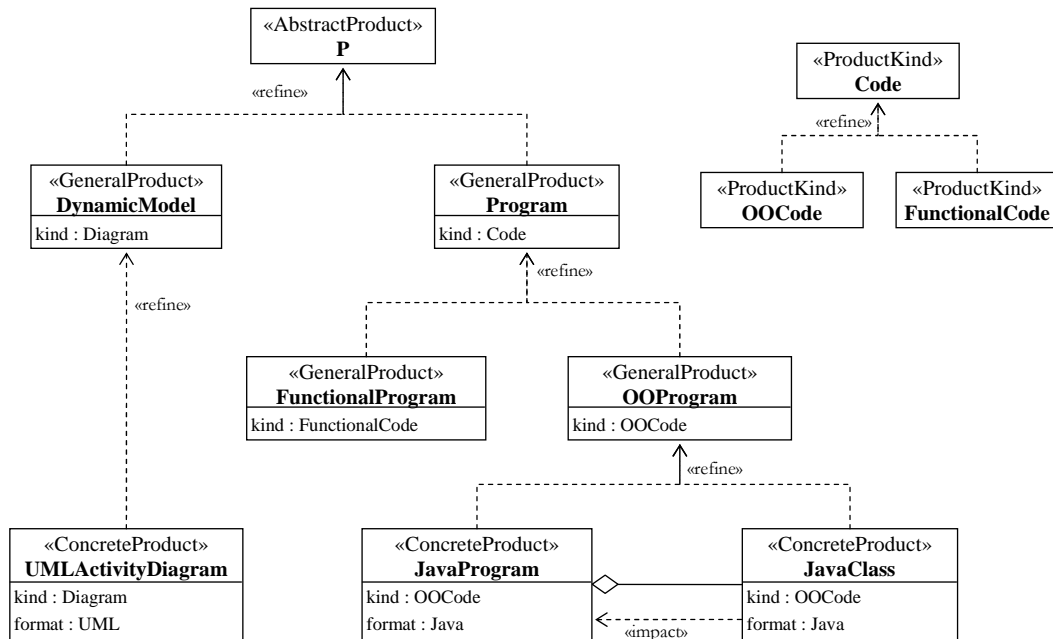 «AbstractProduct»
P
«refine»
«ProductKind»
Code
«refine»
«GeneralProduct»
DynamicModel
kind : Diagram
«GeneralProduct»
Program
kind : Code
«ProductKind»
OOCode
«ProductKind»
FunctionalCode
«refine»
«refine»
«GeneralProduct»
FunctionalProgram
kind : FunctionalCode
«GeneralProduct»
OOProgram
kind : OOCode
«refine»
«ConcreteProduct»
UMLActivityDiagram
kind : Diagram
format : UML
«ConcreteProduct»
JavaProgram
kind : OOCode
format : Java
«ConcreteProduct»
JavaClass
kind : OOCode
format : Java
«impact»